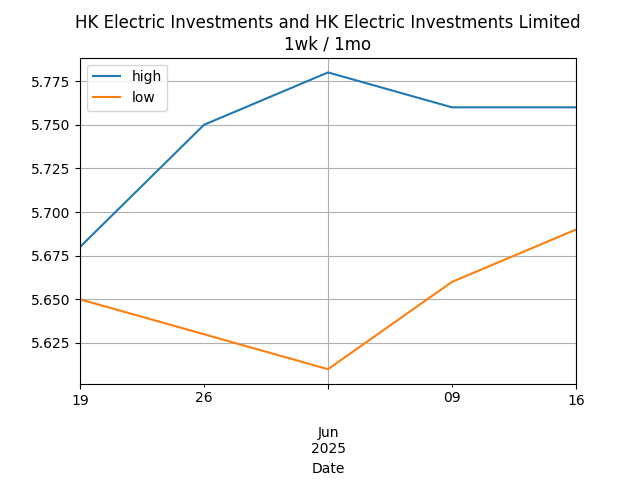 HK Electric Investments and HK Electric Investments Limited
1wk / 1mo
high
low
5.775
5.750
5.725
5.700
5.675
5.650
5.625
19
26
09
16
Jun
2025
Date